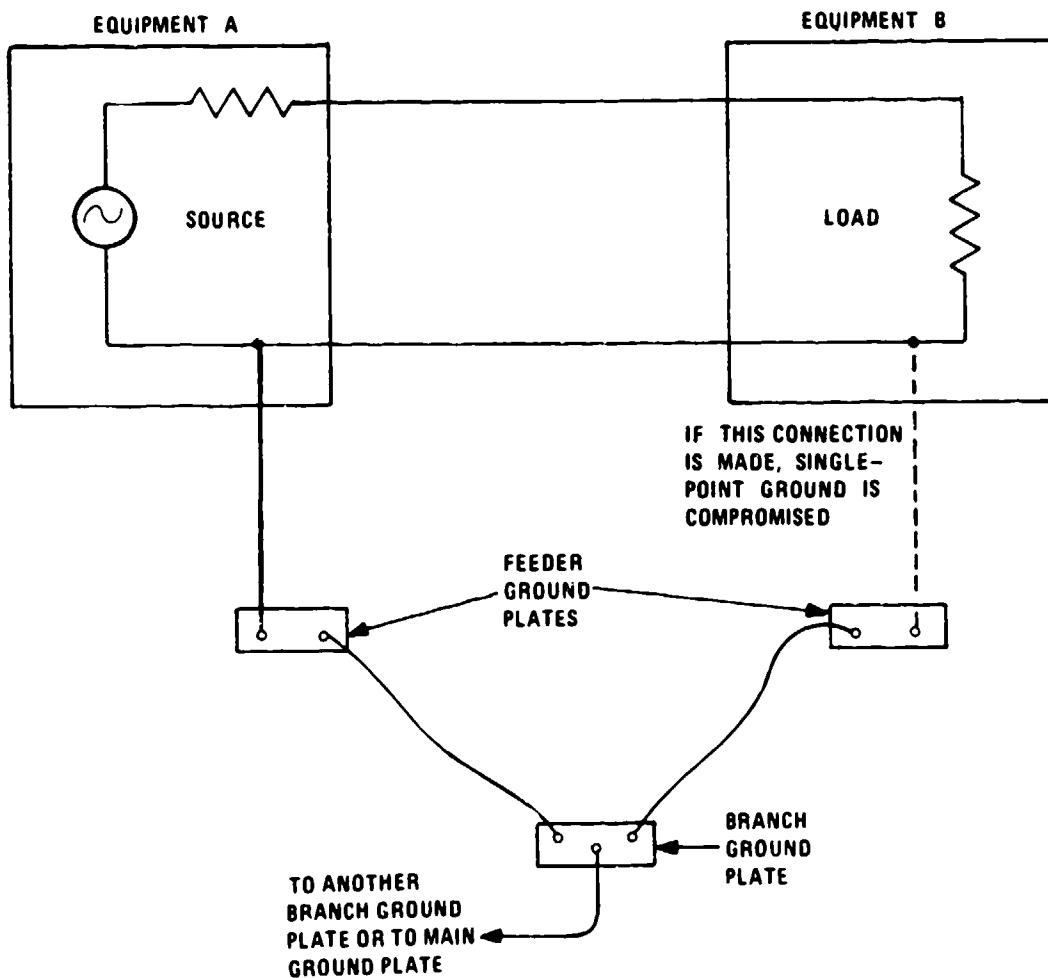 EQUIPMENT A
EQUIPMENT B
SOURCE
LOAD
IF THIS CONNECTION
IS MADE, SINGLE-
POINT GROUND IS
COMPROMISED
FEEDER
GROUND
PLATES
BRANCH
GROUND
PLATE
TO ANOTHER
BRANCH GROUND
PLATE OR TO MAIN
GROUND PLATE